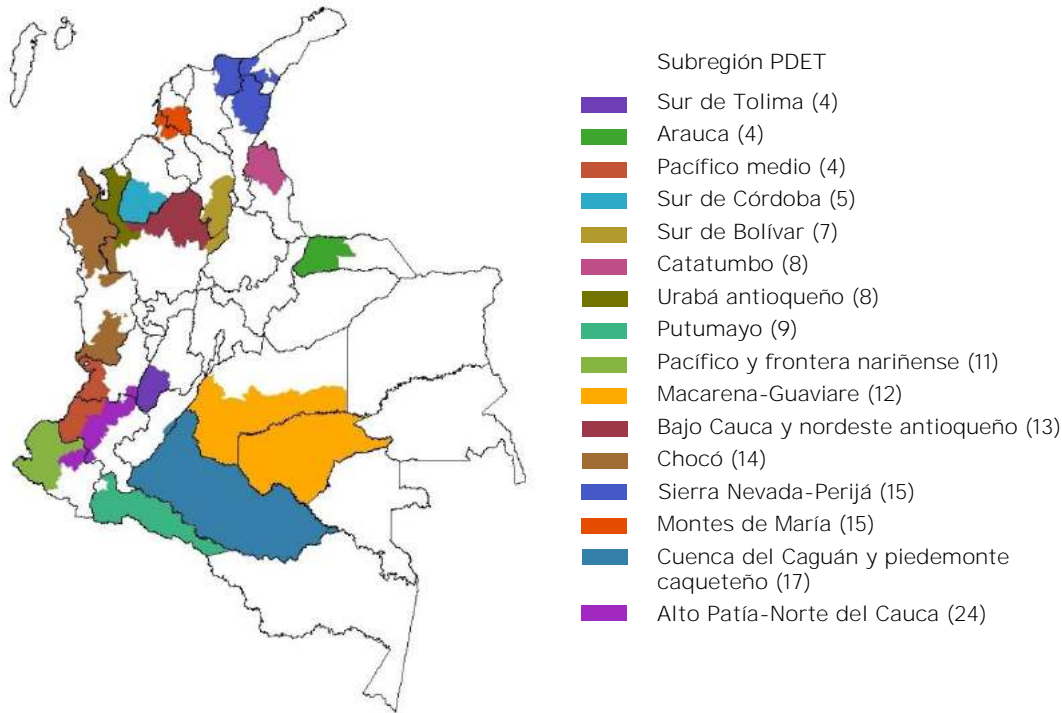 Subregión PDET
Sur de Tolima (4)
Arauca (4)
Pacífico medio (4)
Sur de Córdoba (5)
Sur de Bolívar (7)
Catatumbo (8)
Urabá antioqueño (8)
Putumayo (9)
Pacífico y frontera nariñense (11)
Macarena-Guaviare (12)
Bajo Cauca y nordeste antioqueño (13)
Chocó (14)
Sierra Nevada-Perijá (15)
Montes de María (15)
Cuenca del Caguán y piedemonte
caqueteño (17)
Alto Patía-Norte del Cauca (24)